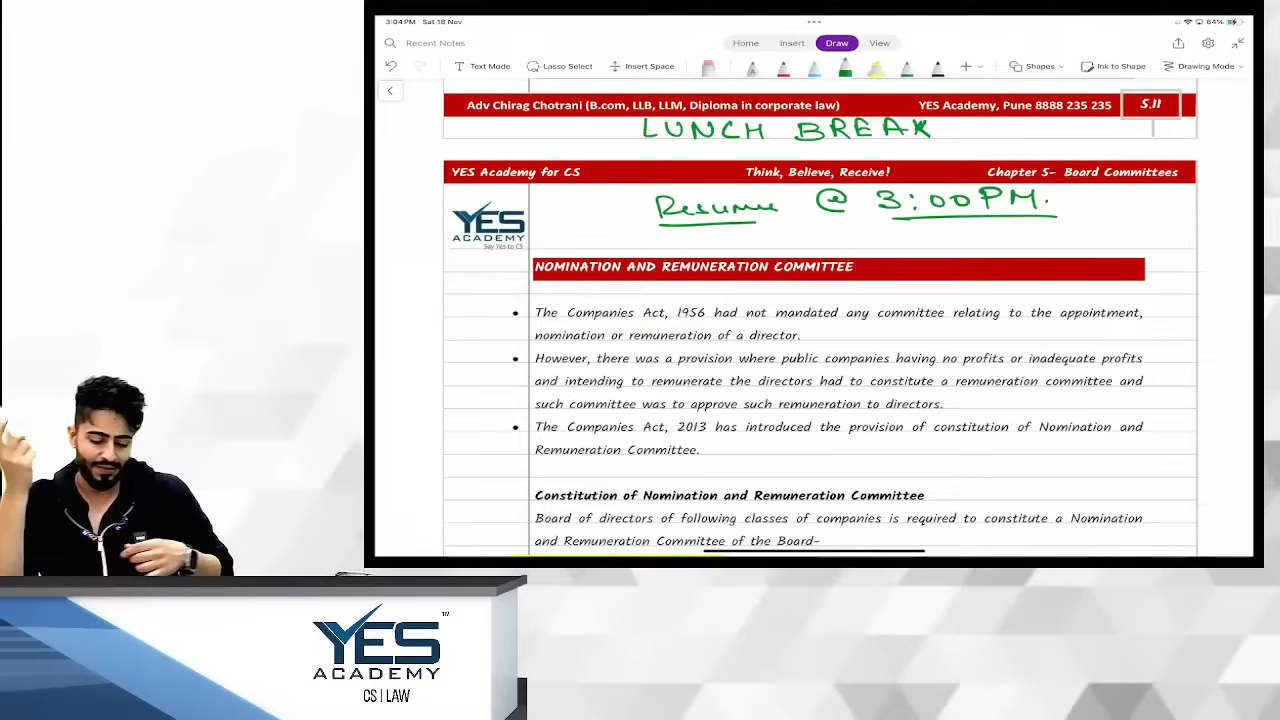 3:04 PM Sat 18 Nov
64%
Recent Notes
Home Insert Draw View
Text Mode Lasso Select Insert Space Shapes Ink to Shape Drawing Mode
Adv Chirag Chotrani (B.com, LLB, LLM, Diploma in corporate law) YES Academy, Pune 8888 235 235 5.11
LUNCH BREAK
YES Academy for CS Think, Believe, Receive! Chapter 5- Board Committees
Resume @ 3:00PM.
YES
ACADEMY
Say Yes to CS
NOMINATION AND REMUNERATION COMMITTEE
• The Companies Act, 1956 had not mandated any committee relating to the appointment,
nomination or remuneration of a director.
• However, there was a provision where public companies having no profits or inadequate profits
and intending to remunerate the directors had to constitute a remuneration committee and
such committee was to approve such remuneration to directors.
• The Companies Act, 2013 has introduced the provision of constitution of Nomination and
Remuneration Committee.
Constitution of Nomination and Remuneration Committee
Board of directors of following classes of companies is required to constitute a Nomination
and Remuneration Committee of the Board-
YES™
ACADEMY
CS | LAW